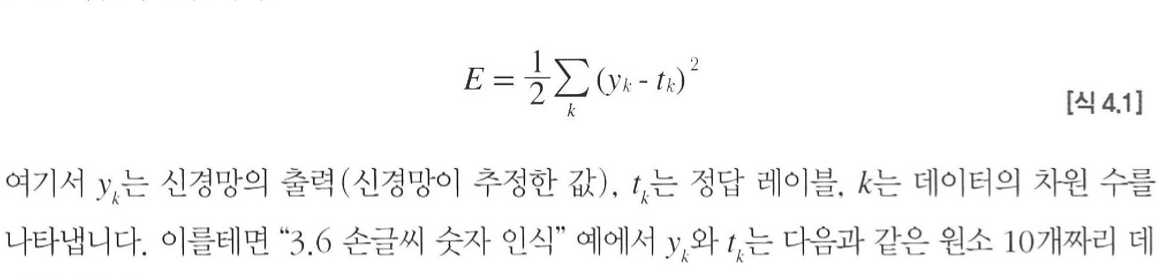 E = 1/2 ∑k (yk - tk)²
[식 4.1]
여기서 yk는 신경망의 출력(신경망이 추정한 값), tk는 정답 레이블, k는 데이터의 차원 수를
나타냅니다. 이를테면 “3.6 손글씨 숫자 인식” 예에서 yk와 tk는 다음과 같은 원소 10개짜리 데